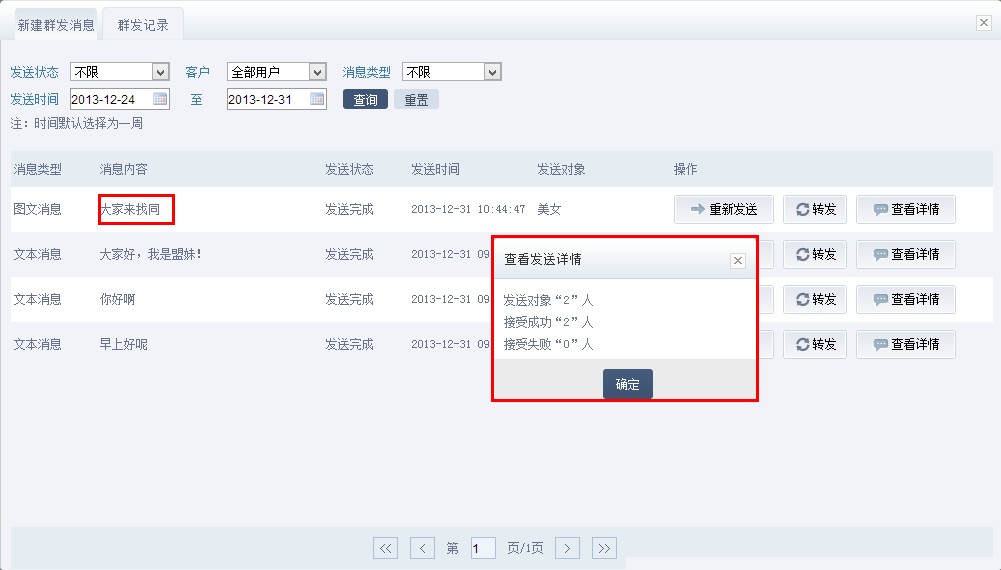 新建群发消息 群发记录
发送状态 不限 客户 全部用户 消息类型 不限
发送时间 2013-12-24 至 2013-12-31 查询 重置
注：时间默认选择为一周
消息类型 消息内容 发送状态 发送时间 发送对象 操作
图文消息 大家来找同 发送完成 2013-12-31 10:44:47 美女 重新发送 转发 查看详情
文本消息 大家好，我是盟妹！ 发送完成 2013-12-31 09 转发 查看详情
文本消息 你好啊 发送完成 2013-12-31 09 转发 查看详情
文本消息 早上好呢 发送完成 2013-12-31 09 转发 查看详情
查看发送详情
发送对象“2”人
接受成功“2”人
接受失败“0”人
确定
第 1 页/1页